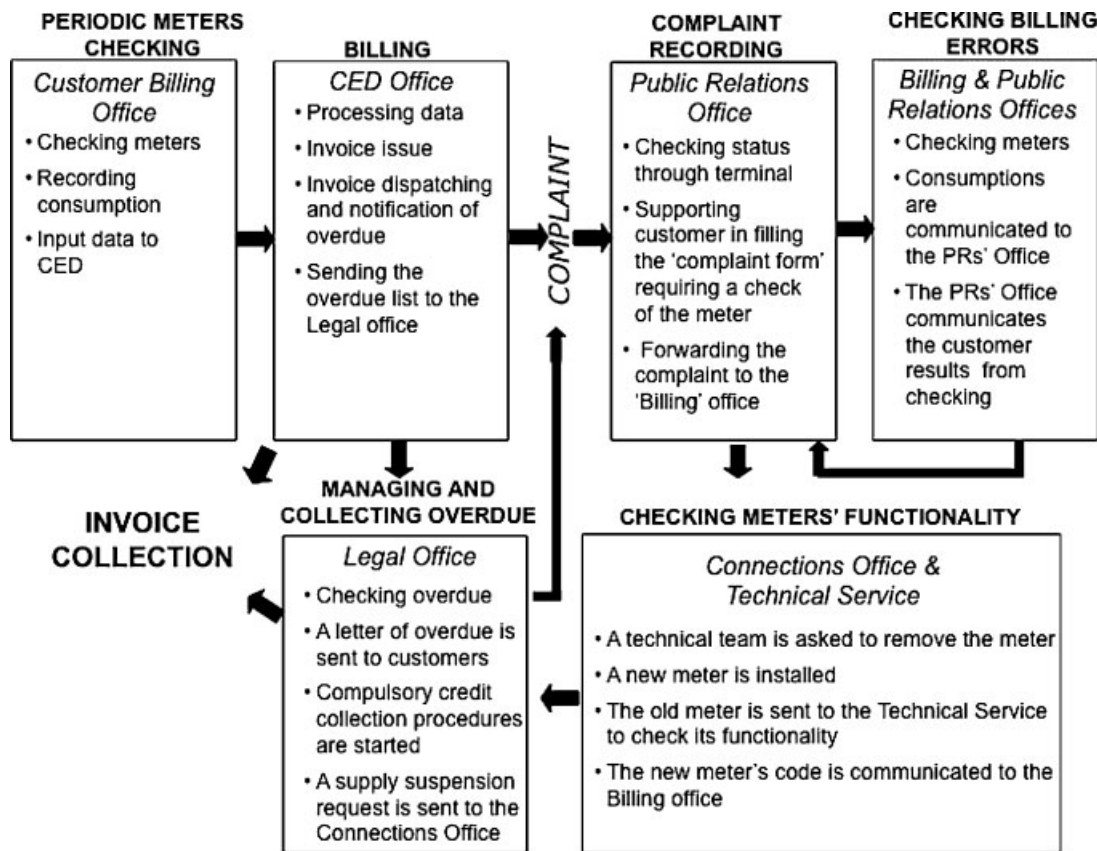 PERIODIC METERS
CHECKING
Customer Billing
Office
• Checking meters
• Recording
consumption
• Input data to
CED
BILLING
CED Office
• Processing data
• Invoice issue
• Invoice dispatching
and notification of
overdue
• Sending the
overdue list to the
Legal office
COMPLAINT
COMPLAINT
RECORDING
Public Relations
Office
• Checking status
through terminal
• Supporting
customer in filling
the ‘complaint form’
requiring a check
of the meter
• Forwarding the
complaint to the
‘Billing’ office
CHECKING BILLING
ERRORS
Billing & Public
Relations Offices
• Checking meters
• Consumptions
are
communicated to
the PRs’ Office
• The PRs’ Office
communicates
the customer
results from
checking
INVOICE
COLLECTION
MANAGING AND
COLLECTING OVERDUE
Legal Office
• Checking overdue
• A letter of overdue is
sent to customers
• Compulsory credit
collection procedures
are started
• A supply suspension
request is sent to the
Connections Office
CHECKING METERS’ FUNCTIONALITY
Connections Office &
Technical Service
• A technical team is asked to remove the meter
• A new meter is installed
• The old meter is sent to the Technical Service
to check its functionality
• The new meter’s code is communicated to the
Billing office